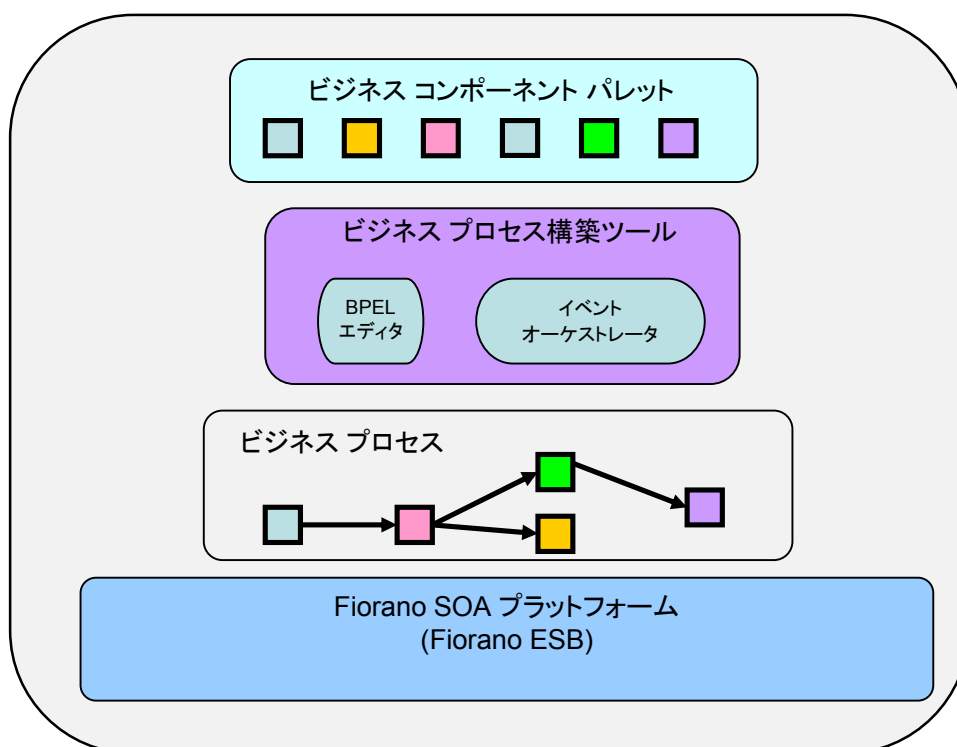 ビジネス コンポーネント パレット
ビジネス プロセス構築ツール
BPEL
エディタ
イベント
オーケストレータ
ビジネス プロセス
Fiorano SOA プラットフォーム
(Fiorano ESB)